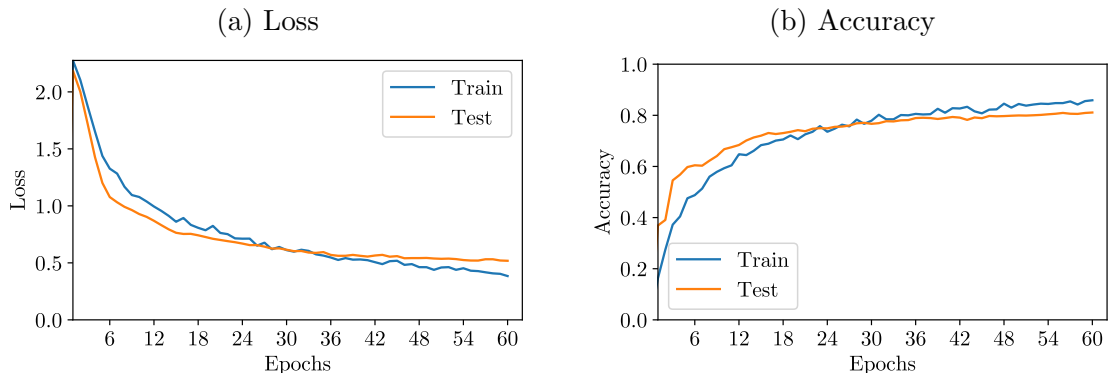 (a) Loss
2.0
1.5
1.0
0.5
0.0
Loss
Train
Test
6 12 18 24 30 36 42 48 54 60
Epochs
(b) Accuracy
1.0
0.8
0.6
0.4
0.2
0.0
Accuracy
Train
Test
6 12 18 24 30 36 42 48 54 60
Epochs